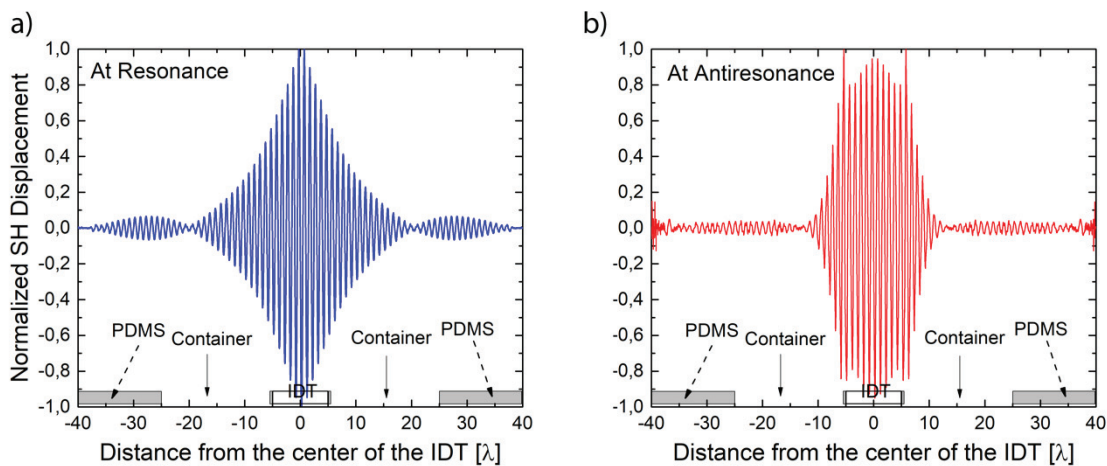 a)
1,0
0,8
0,6
0,4
0,2
0,0
-0,2
-0,4
-0,6
-0,8
-1,0
Normalized SH Displacement
At Resonance
PDMS
Container
IDT
Container
PDMS
-40 -30 -20 -10 0 10 20 30 40
Distance from the center of the IDT [λ]
b)
1,0
0,8
0,6
0,4
0,2
0,0
-0,2
-0,4
-0,6
-0,8
-1,0
At Antiresonance
PDMS
Container
IDT
Container
PDMS
-40 -30 -20 -10 0 10 20 30 40
Distance from the center of the IDT [λ]